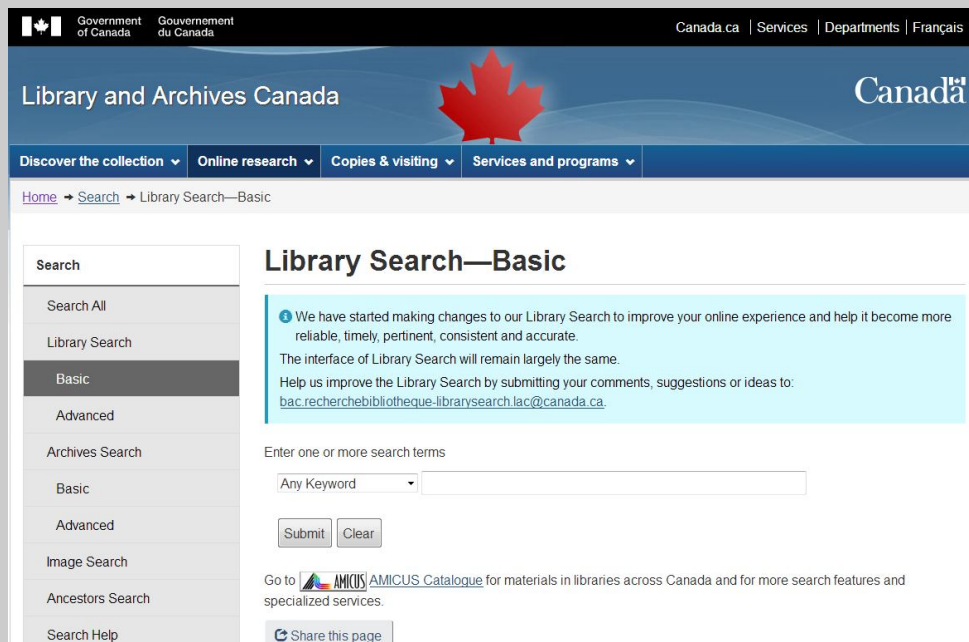 Government of Canada
Gouvernement du Canada
Canada.ca | Services | Departments | Français
Library and Archives Canada
Canada
Discover the collection
Online research
Copies & visiting
Services and programs
Home → Search → Library Search—Basic
Search
Search All
Library Search
Basic
Advanced
Archives Search
Basic
Advanced
Image Search
Ancestors Search
Search Help
Library Search—Basic
We have started making changes to our Library Search to improve your online experience and help it become more
reliable, timely, pertinent, consistent and accurate.
The interface of Library Search will remain largely the same.
Help us improve the Library Search by submitting your comments, suggestions or ideas to:
bac.recherchebibliotheque-librarysearch.lac@canada.ca.
Enter one or more search terms
Any Keyword
Submit Clear
Go to AMICUS AMICUS Catalogue for materials in libraries across Canada and for more search features and
specialized services.
Share this page